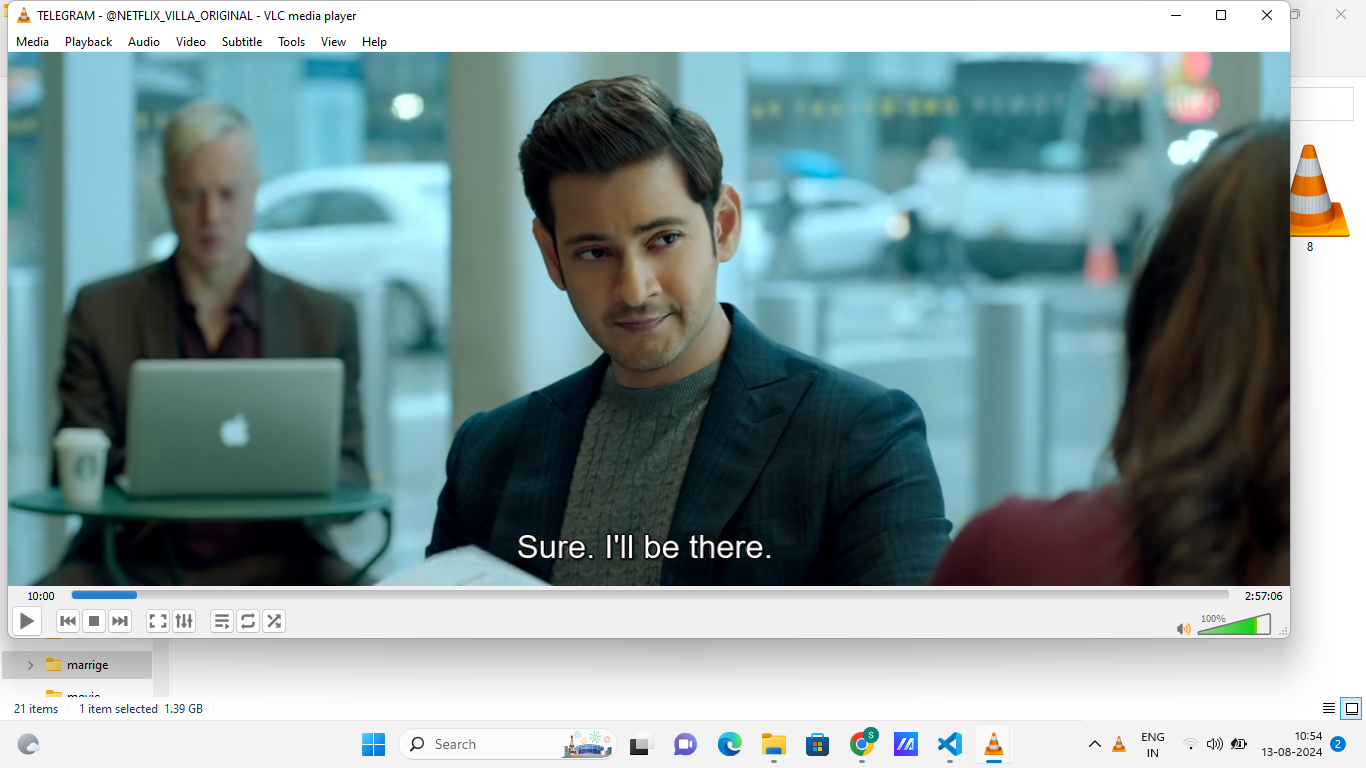 TELEGRAM - @NETFLIX_VILLA_ORIGINAL - VLC media player
Media Playback Audio Video Subtitle Tools View Help
8
Sure. I'll be there.
10:00
2:57:06
100%
marrige
movie
21 items 1 item selected 1.39 GB
Search
S
ENG
IN
10:54
13-08-2024
2